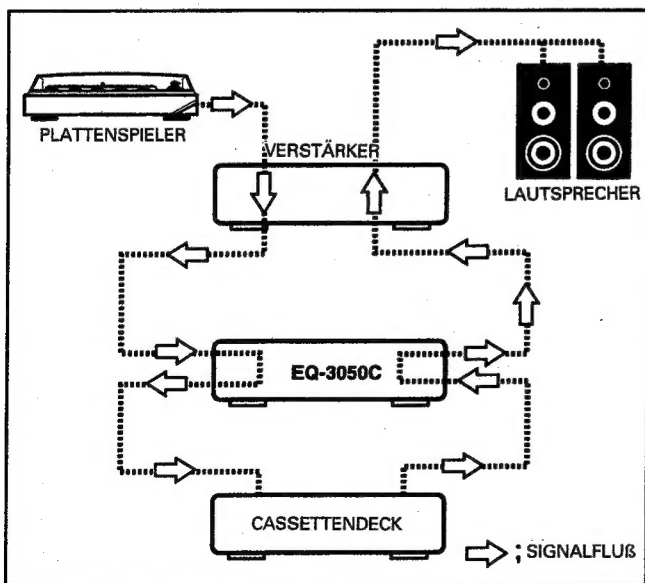 PLATTENSPIELER
VERSTÄRKER
LAUTSPRECHER
EQ-3050C
CASSETTENDECK
; SIGNALFLUß